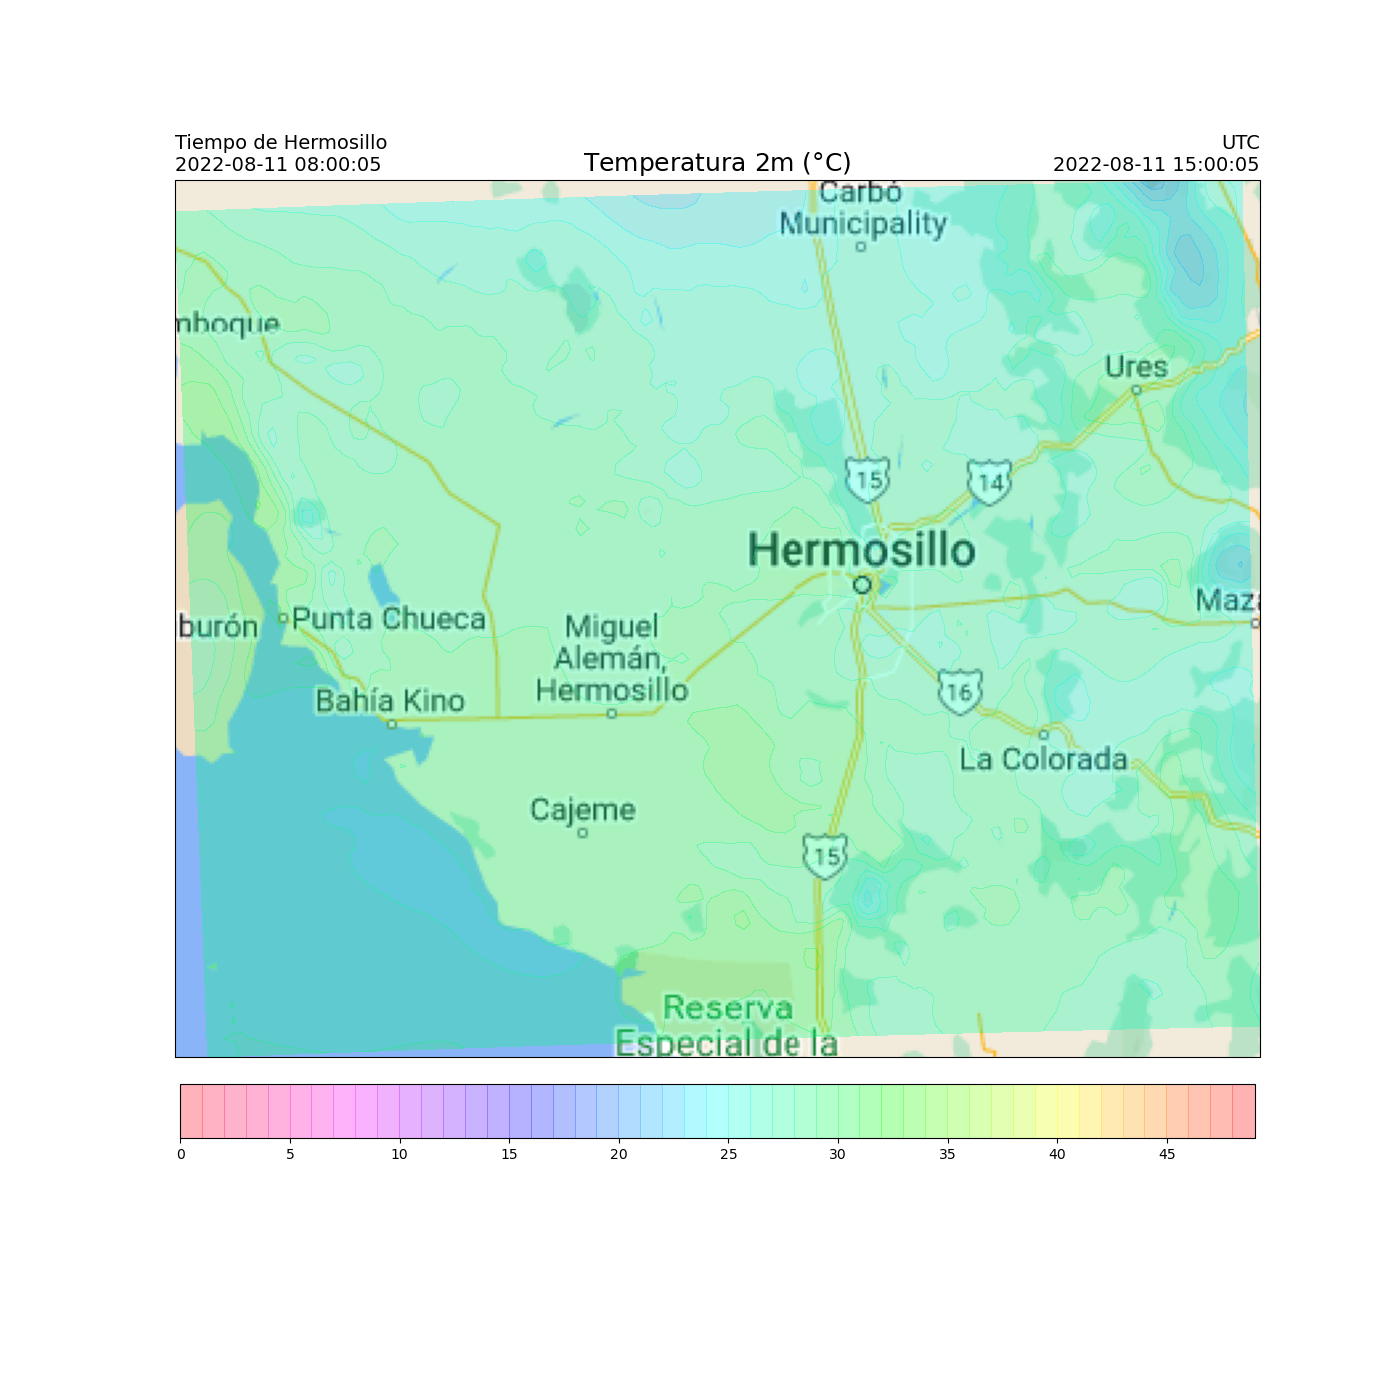 Tiempo de Hermosillo
2022-08-11 08:00:05
Temperatura 2m (°C)
UTC
2022-08-11 15:00:05
Carbó
Municipality
nboque
Ures
15
14
Hermosillo
Maza
burón
Punta Chueca
Miguel
Alemán,
Hermosillo
Bahía Kino
16
La Colorada
Cajeme
15
Reserva
Especial de la
0 5 10 15 20 25 30 35 40 45